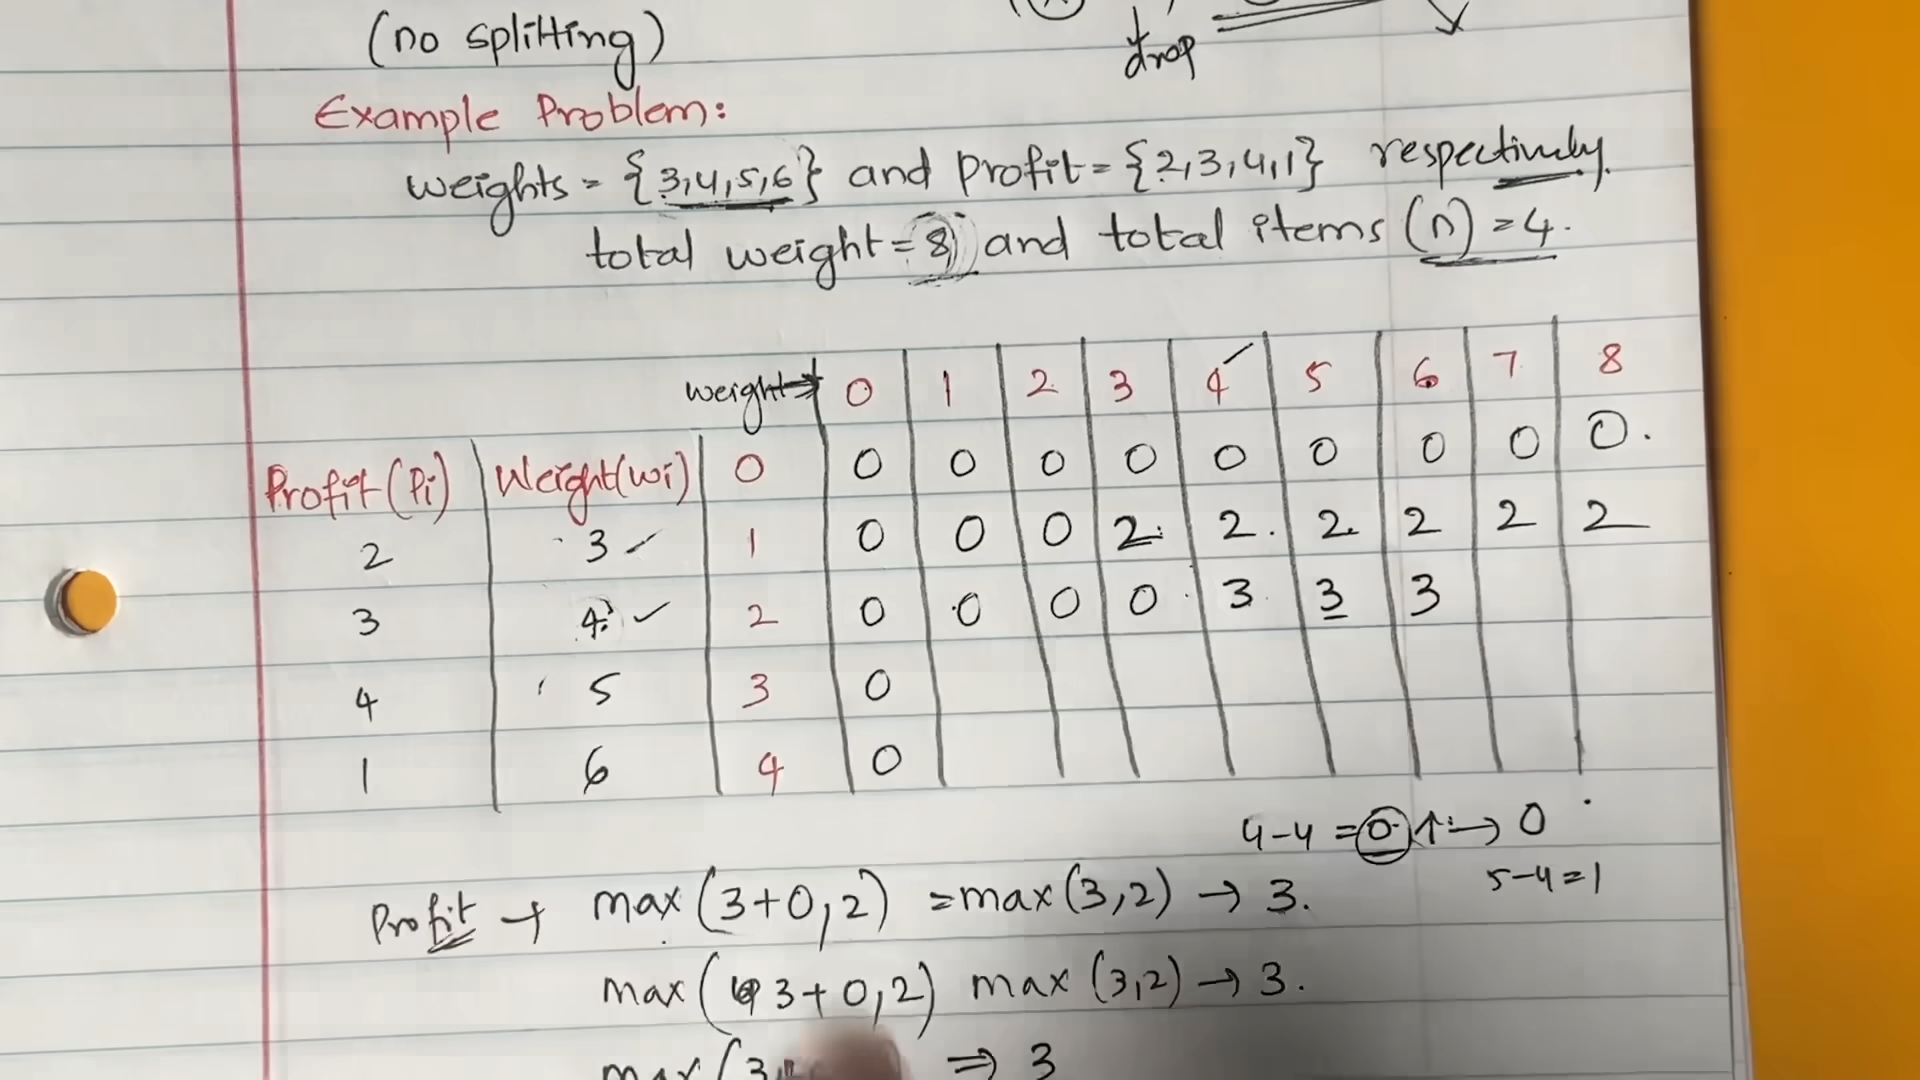 (no splitting)
drop
Example Problem:
weights = {3,4,5,6} and Profit = {2,3,4,1} respectively.
total weight = 8 and total items (n) = 4.
weight→ 0 1 2 3 4 5 6 7 8
Profit (Pi) Weight(wi) 0 0 0 0 0 0 0 0 0 0.
2 3 1 0 0 0 2 2 2 2 2 2
3 4 2 0 0 0 0 3 3 3
4 5 3 0
1 6 4 0
4-4 = 0 ↑ → 0
5-4=1
Profit → max(3+0,2) = max(3,2) → 3.
max(3+0,2) max(3,2) → 3.
max(3 ⇒ 3